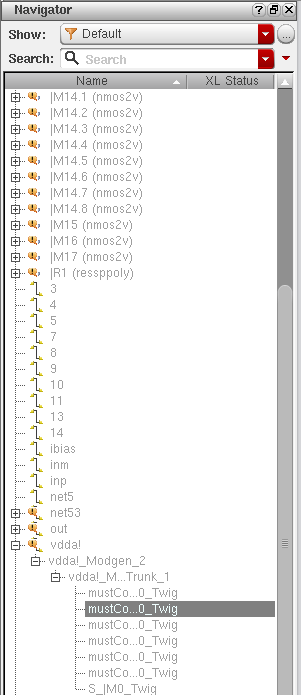 Navigator
Show: Default
Search: Search
Name XL Status
|M14.1 (nmos2v)
|M14.2 (nmos2v)
|M14.3 (nmos2v)
|M14.4 (nmos2v)
|M14.5 (nmos2v)
|M14.6 (nmos2v)
|M14.7 (nmos2v)
|M14.8 (nmos2v)
|M15 (nmos2v)
|M16 (nmos2v)
|M17 (nmos2v)
|R1 (ressppoly)
3
4
5
7
8
9
10
11
13
14
ibias
inm
inp
net5
net53
out
vdda!
vdda!_Modgen_2
vdda!_M...Trunk_1
mustCo...0_Twig
mustCo...0_Twig
mustCo...0_Twig
mustCo...0_Twig
mustCo...0_Twig
mustCo...0_Twig
S_|M0_Twig